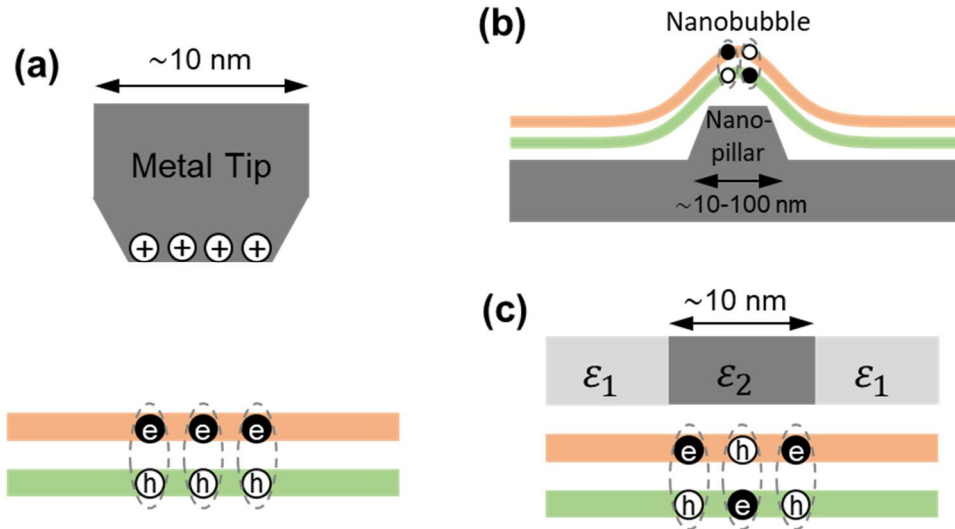 (a)
~10 nm
Metal Tip
+ + + +
e e e
h h h
(b)
Nanobubble
Nano-
pillar
~10-100 nm
(c)
~10 nm
ε₁ ε₂ ε₁
e h e
h e h